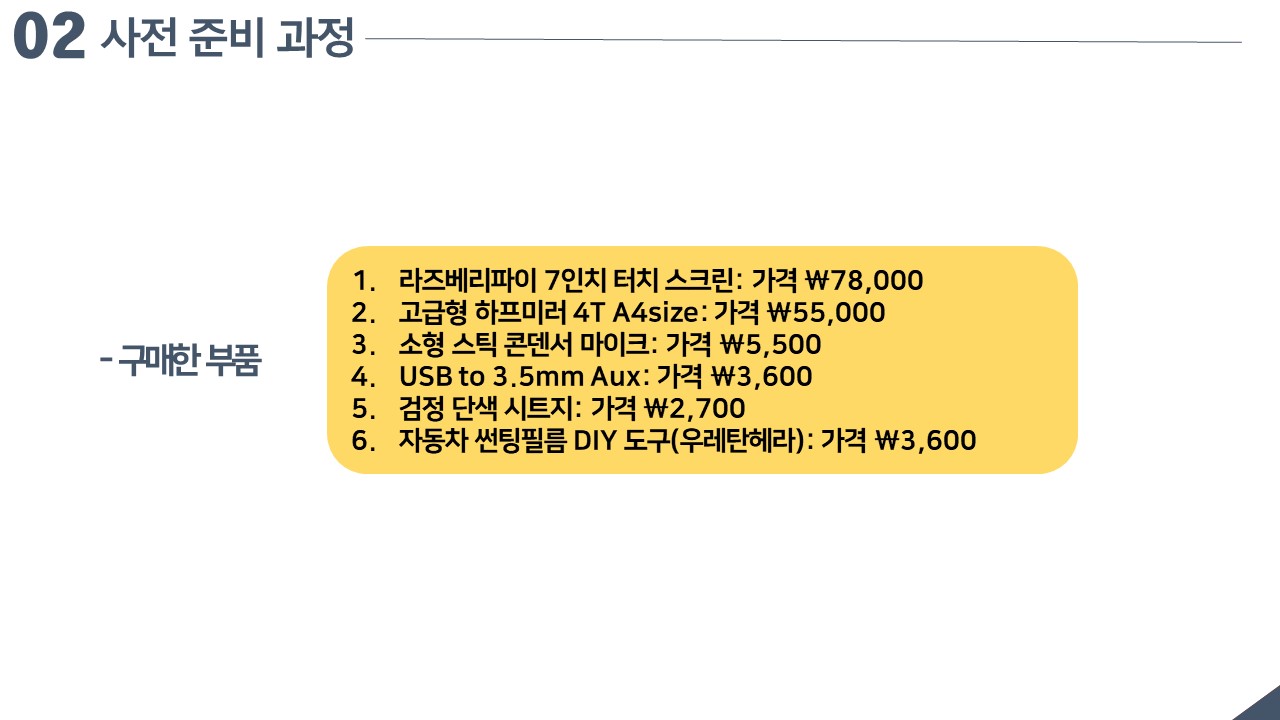 02 사전 준비 과정
- 구매한 부품
1. 라즈베리파이 7인치 터치 스크린: 가격 ₩78,000
2. 고급형 하프미러 4T A4size: 가격 ₩55,000
3. 소형 스틱 콘덴서 마이크: 가격 ₩5,500
4. USB to 3.5mm Aux: 가격 ₩3,600
5. 검정 단색 시트지: 가격 ₩2,700
6. 자동차 썬팅필름 DIY 도구(우레탄헤라): 가격 ₩3,600